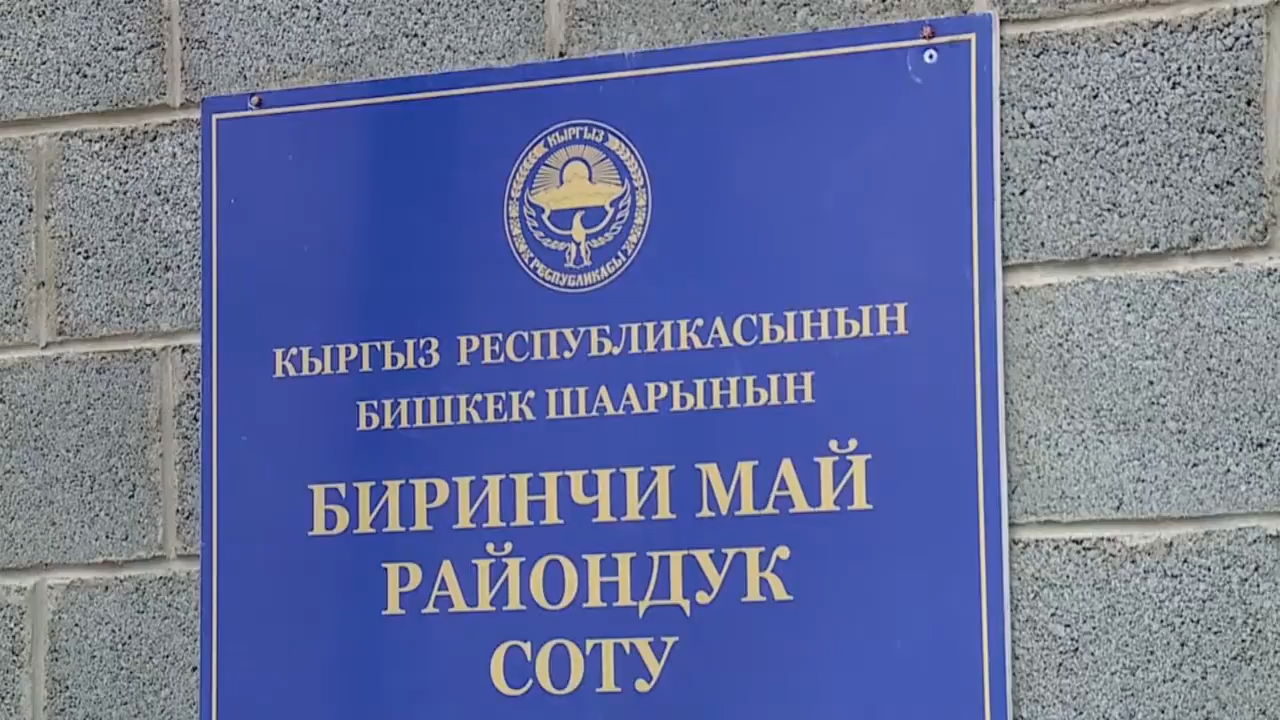 КЫРГЫЗ
РЕСПУБЛИКАСЫ
КЫРГЫЗ РЕСПУБЛИКАСЫНЫН
БИШКЕК ШААРЫНЫН
БИРИНЧИ МАЙ
РАЙОНДУК
СОТУ